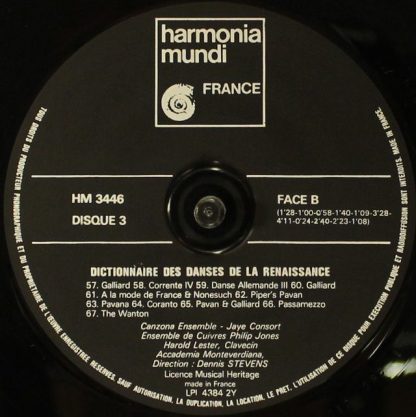 harmonia
mundi
FRANCE
HM 3446
DISQUE 3
FACE B
(1'28-1'00-0'58-1'40-1'09-3'28-
4'11-0'24-2'40-2'23-1'08)
DICTIONNAIRE DES DANSES DE LA RENAISSANCE
57. Galliard 58. Corrente IV 59. Danse Allemande III 60. Galliard
61. A la mode de France & Nonesuch 62. Piper's Pavan
63. Pavana 64. Coranto 65. Pavan & Galliard 66. Passamezzo
67. The Wanton
Canzona Ensemble - Jaye Consort
Ensemble de Cuivres Philip Jones
Harold Lester, Clavecin
Accademia Monteverdiana,
Direction : Dennis STEVENS
Licence Musical Heritage
made in France
LPI 4384 2Y
TOUS DROITS DU PRODUCTEUR PHONOGRAPHIQUE ET DU PROPRIETAIRE DE L'ŒUVRE ENREGISTREE RESERVES. SAUF AUTORISATION, LA DUPLICATION, LA LOCATION, LE PRET, L'UTILISATION DE CE DISQUE POUR EXECUTION PUBLIQUE ET RADIODIFFUSION SONT INTERDITS. MADE IN FRANCE.